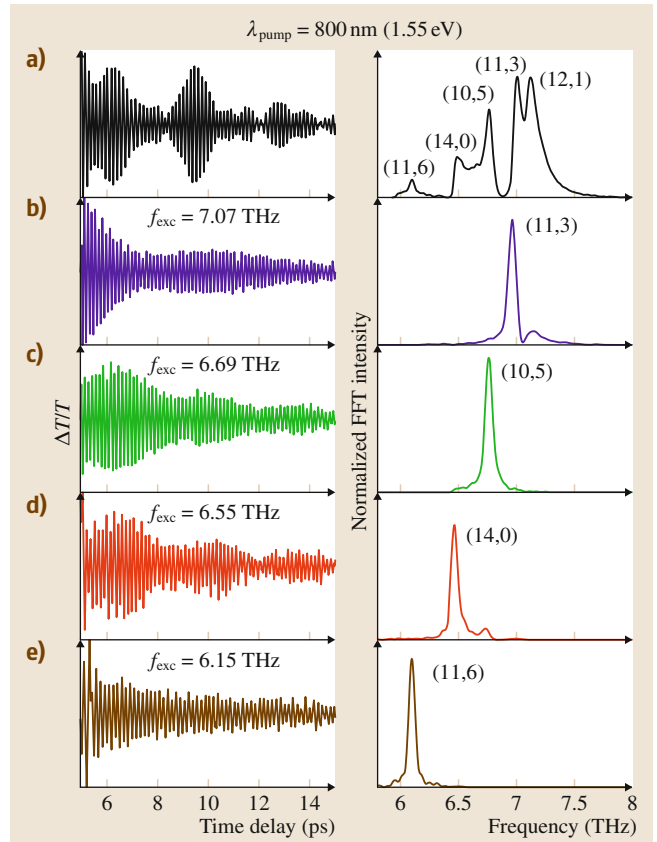 λpump = 800 nm (1.55 eV)
a)
(11,3)
(12,1)
(10,5)
(14,0)
(11,6)
b)
fexc = 7.07 THz
(11,3)
c)
fexc = 6.69 THz
(10,5)
d)
fexc = 6.55 THz
(14,0)
e)
fexc = 6.15 THz
(11,6)
ΔT/T
Normalized FFT intensity
6 8 10 12 14
Time delay (ps)
6 6.5 7 7.5 8
Frequency (THz)